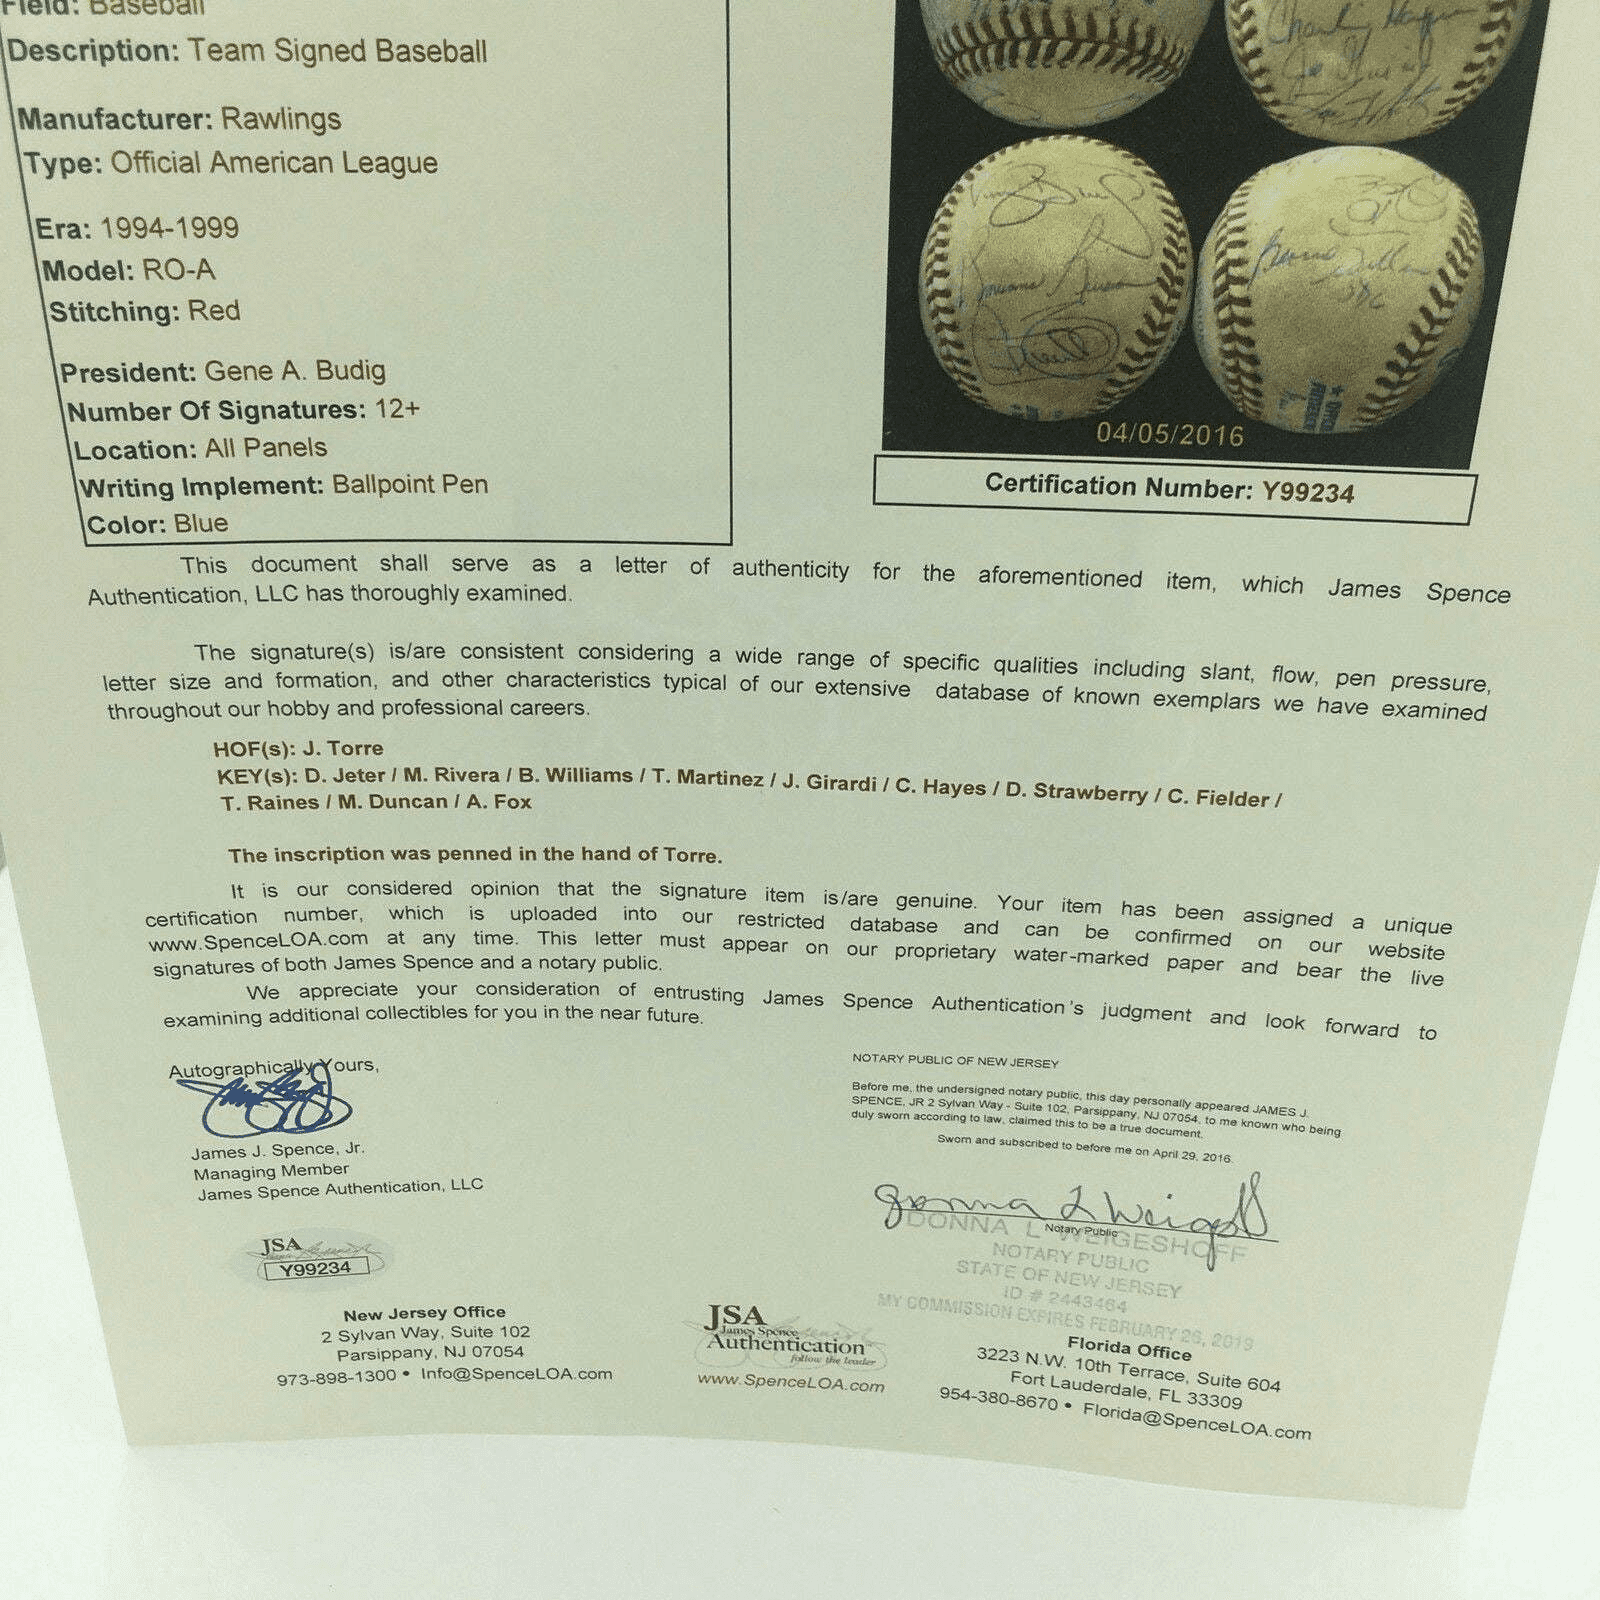 Field: Baseball
Description: Team Signed Baseball
Manufacturer: Rawlings
Type: Official American League
Era: 1994-1999
Model: RO-A
Stitching: Red
President: Gene A. Budig
Number Of Signatures: 12+
Location: All Panels
Writing Implement: Ballpoint Pen
Color: Blue
04/05/2016
Certification Number: Y99234
This document shall serve as a letter of authenticity for the aforementioned item, which James Spence
Authentication, LLC has thoroughly examined.
The signature(s) is/are consistent considering a wide range of specific qualities including slant, flow, pen pressure,
letter size and formation, and other characteristics typical of our extensive database of known exemplars we have examined
throughout our hobby and professional careers.
HOF(s): J. Torre
KEY(s): D. Jeter / M. Rivera / B. Williams / T. Martinez / J. Girardi / C. Hayes / D. Strawberry / C. Fielder /
T. Raines / M. Duncan / A. Fox
The inscription was penned in the hand of Torre.
It is our considered opinion that the signature item is/are genuine. Your item has been assigned a unique
certification number, which is uploaded into our restricted database and can be confirmed on our website
www.SpenceLOA.com at any time. This letter must appear on our proprietary water-marked paper and bear the live
signatures of both James Spence and a notary public.
We appreciate your consideration of entrusting James Spence Authentication's judgment and look forward to
examining additional collectibles for you in the near future.
Autographically Yours,
James J. Spence, Jr.
Managing Member
James Spence Authentication, LLC
NOTARY PUBLIC OF NEW JERSEY
Before me, the undersigned notary public, this day personally appeared JAMES J.
SPENCE, JR 2 Sylvan Way - Suite 102, Parsippany, NJ 07054, to me known who being
duly sworn according to law, claimed this to be a true document.
Sworn and subscribed to before me on April 29, 2016.
Donna L Weigeshoff
Notary Public
DONNA L WEIGESHOFF
NOTARY PUBLIC
STATE OF NEW JERSEY
ID # 2443464
MY COMMISSION EXPIRES FEBRUARY 26, 2019
JSA
Y99234
New Jersey Office
2 Sylvan Way, Suite 102
Parsippany, NJ 07054
973-898-1300 • Info@SpenceLOA.com
JSA
James Spence
Authentication
follow the leader
www.SpenceLOA.com
Florida Office
3223 N.W. 10th Terrace, Suite 604
Fort Lauderdale, FL 33309
954-380-8670 • Florida@SpenceLOA.com